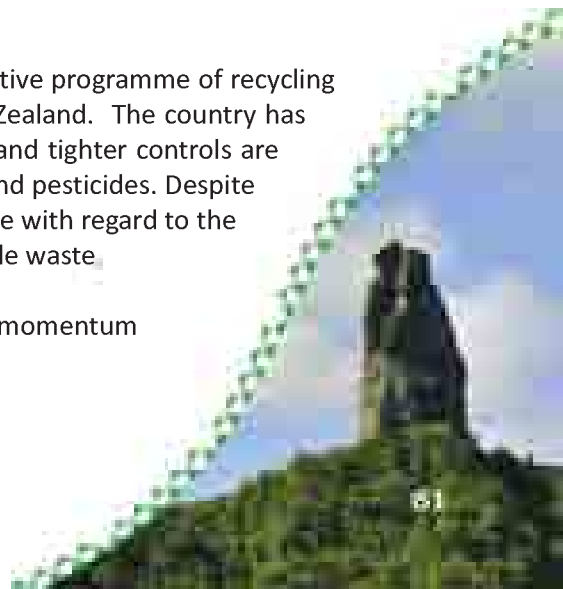 tive programme of recycling
Zealand. The country has
and tighter controls are
nd pesticides. Despite
e with regard to the
le waste
momentum
81